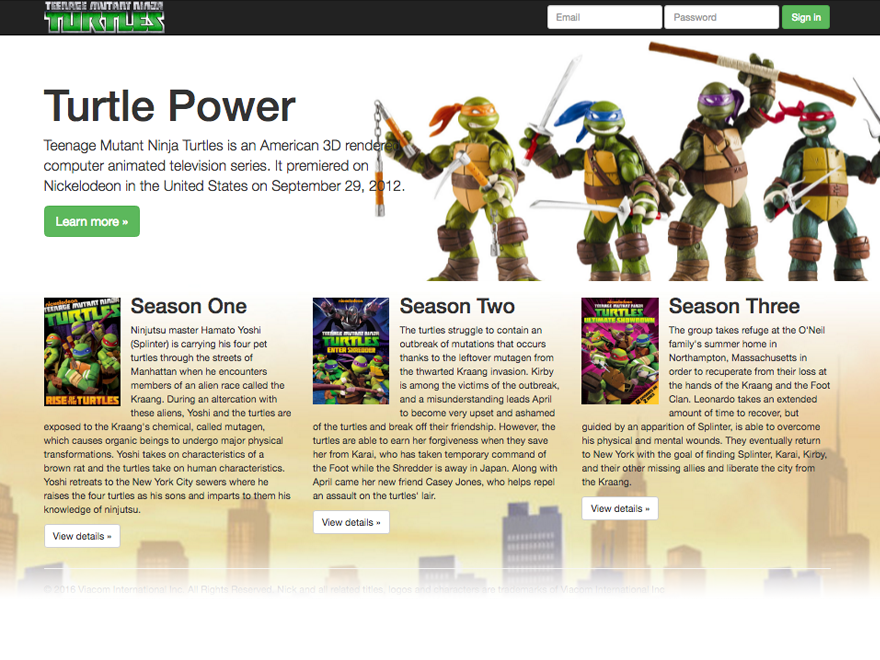 TEENAGE MUTANT NINJA
TURTLES
Email
Password
Sign in
Turtle Power
Teenage Mutant Ninja Turtles is an American 3D rendered
computer animated television series. It premiered on
Nickelodeon in the United States on September 29, 2012.
Learn more »
nickelodeon
TEENAGE MUTANT NINJA
TURTLES
RISE OF THE TURTLES
Season One
Ninjutsu master Hamato Yoshi
(Splinter) is carrying his four pet
turtles through the streets of
Manhattan when he encounters
members of an alien race called the
Kraang. During an altercation with
these aliens, Yoshi and the turtles are
exposed to the Kraang's chemical, called mutagen,
which causes organic beings to undergo major physical
transformations. Yoshi takes on characteristics of a
brown rat and the turtles take on human characteristics.
Yoshi retreats to the New York City sewers where he
raises the four turtles as his sons and imparts to them his
knowledge of ninjutsu.
View details »
nickelodeon
TEENAGE MUTANT NINJA
TURTLES
ENTER SHREDDER
Season Two
The turtles struggle to contain an
outbreak of mutations that occurs
thanks to the leftover mutagen from
the thwarted Kraang invasion. Kirby
is among the victims of the outbreak,
and a misunderstanding leads April
to become very upset and ashamed
of the turtles and break off their friendship. However, the
turtles are able to earn her forgiveness when they save
her from Karai, who has taken temporary command of
the Foot while the Shredder is away in Japan. Along with
April came her new friend Casey Jones, who helps repel
an assault on the turtles' lair.
View details »
nickelodeon
TEENAGE MUTANT NINJA
TURTLES
ULTIMATE SHOWDOWN
Season Three
The group takes refuge at the O'Neil
family's summer home in
Northampton, Massachusetts in
order to recuperate from their loss at
the hands of the Kraang and the Foot
Clan. Leonardo takes an extended
amount of time to recover, but
guided by an apparition of Splinter, is able to overcome
his physical and mental wounds. They eventually return
to New York with the goal of finding Splinter, Karai, Kirby,
and their other missing allies and liberate the city from
the Kraang.
View details »
© 2016 Viacom International Inc. All Rights Reserved. Nick and all related titles, logos and characters are trademarks of Viacom International Inc.